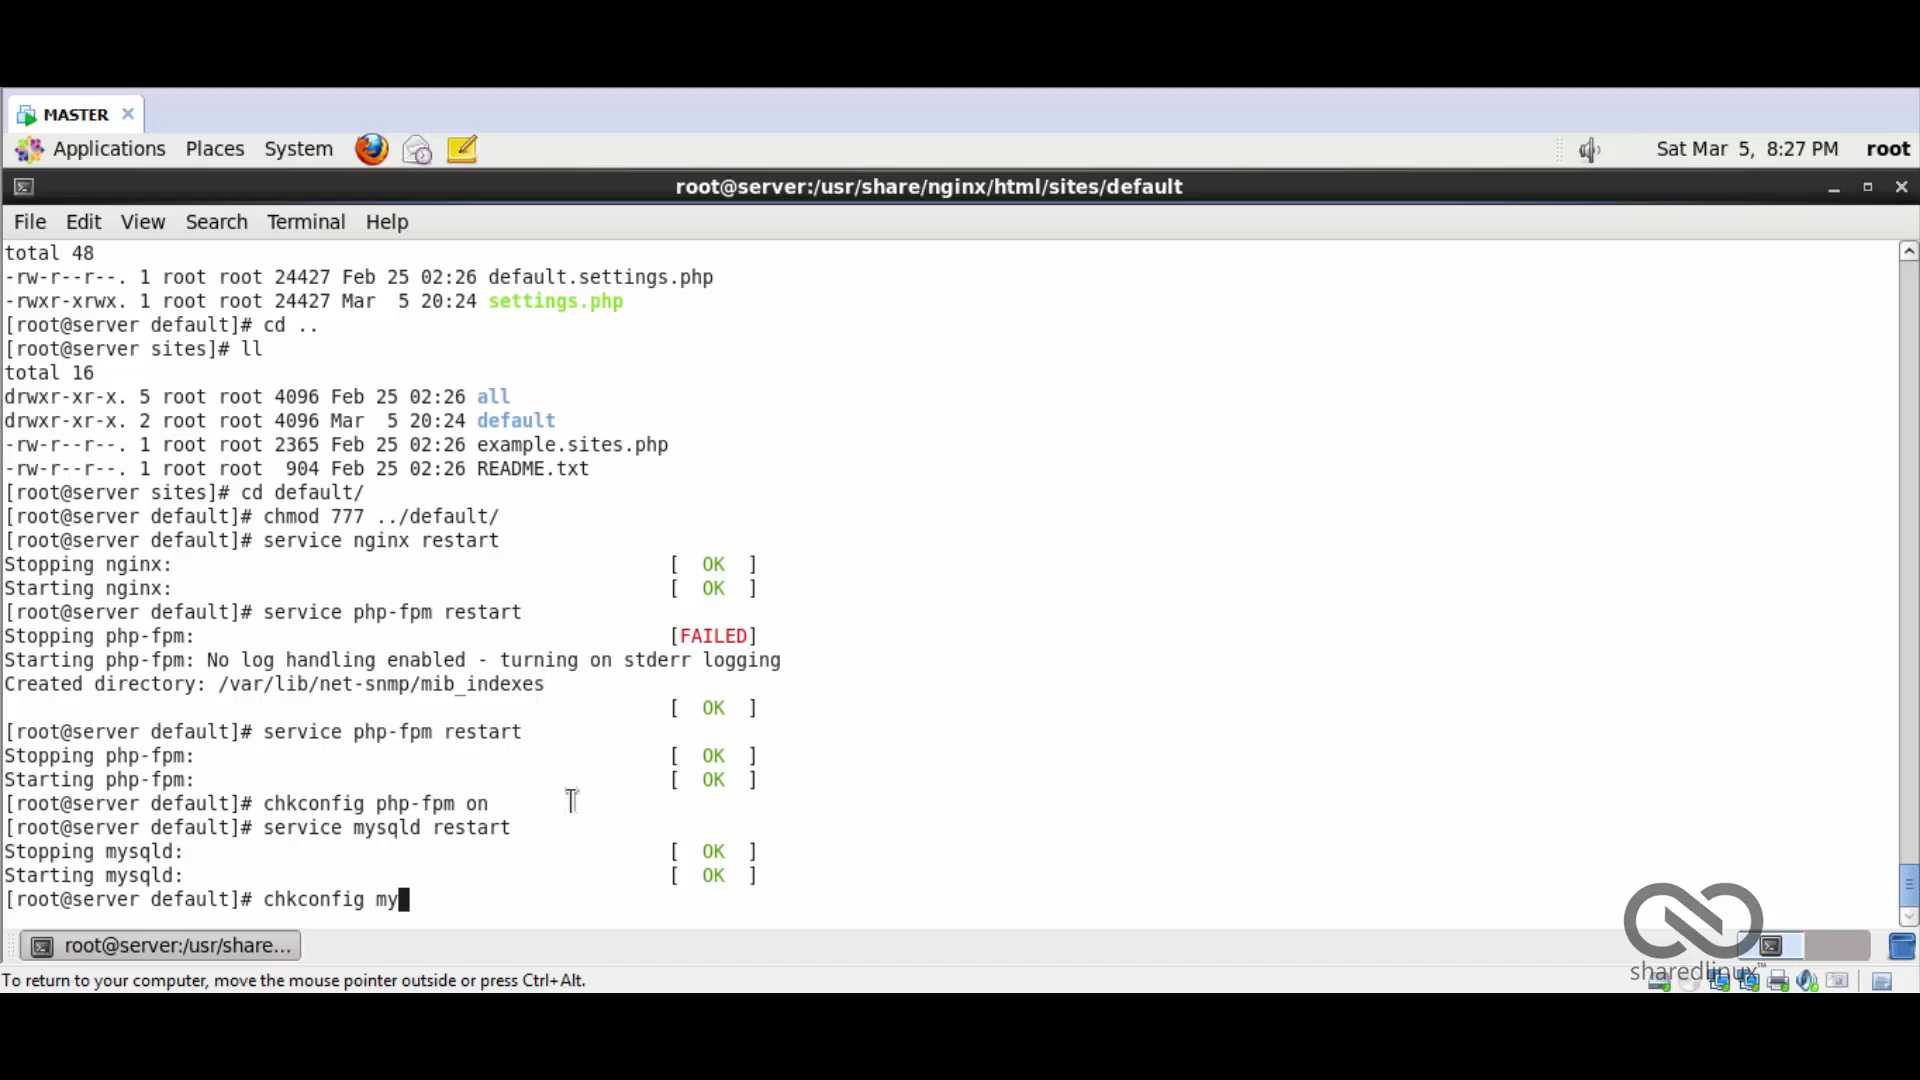 MASTER
Applications Places System Sat Mar 5, 8:27 PM root
root@server:/usr/share/nginx/html/sites/default
File Edit View Search Terminal Help
total 48
-rw-r--r--. 1 root root 24427 Feb 25 02:26 default.settings.php
-rwxr-xrwx. 1 root root 24427 Mar  5 20:24 settings.php
[root@server default]# cd ..
[root@server sites]# ll
total 16
drwxr-xr-x. 5 root root 4096 Feb 25 02:26 all
drwxr-xr-x. 2 root root 4096 Mar  5 20:24 default
-rw-r--r--. 1 root root 2365 Feb 25 02:26 example.sites.php
-rw-r--r--. 1 root root  904 Feb 25 02:26 README.txt
[root@server sites]# cd default/
[root@server default]# chmod 777 ../default/
[root@server default]# service nginx restart
Stopping nginx: [  OK  ]
Starting nginx: [  OK  ]
[root@server default]# service php-fpm restart
Stopping php-fpm: [FAILED]
Starting php-fpm: No log handling enabled - turning on stderr logging
Created directory: /var/lib/net-snmp/mib_indexes
[  OK  ]
[root@server default]# service php-fpm restart
Stopping php-fpm: [  OK  ]
Starting php-fpm: [  OK  ]
[root@server default]# chkconfig php-fpm on
[root@server default]# service mysqld restart
Stopping mysqld: [  OK  ]
Starting mysqld: [  OK  ]
[root@server default]# chkconfig my
root@server:/usr/share...
sharedlinux™
To return to your computer, move the mouse pointer outside or press Ctrl+Alt.